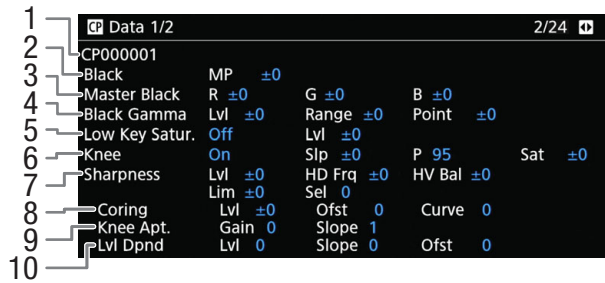 CP Data 1/2 2/24
1 CP000001
2 Black MP ±0
3 Master Black R ±0 G ±0 B ±0
4 Black Gamma Lvl ±0 Range ±0 Point ±0
5 Low Key Satur. Off Lvl ±0
6 Knee On Slp ±0 P 95 Sat ±0
7 Sharpness Lvl ±0 HD Frq ±0 HV Bal ±0
Lim ±0 Sel 0
8 Coring Lvl ±0 Ofst 0 Curve 0
9 Knee Apt. Gain 0 Slope 1
10 Lvl Dpnd Lvl 0 Slope 0 Ofst 0